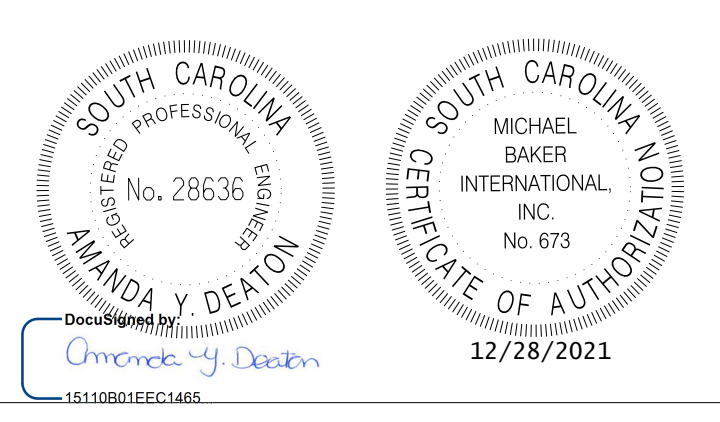 SOUTH CAROLINA
REGISTERED PROFESSIONAL ENGINEER
No. 28636
AMANDA Y. DEATON
DocuSigned by:
Amanda Y. Deaton
15110B01EEC1465...
SOUTH CAROLINA
MICHAEL
BAKER
INTERNATIONAL,
INC.
No. 673
CERTIFICATE OF AUTHORIZATION
12/28/2021